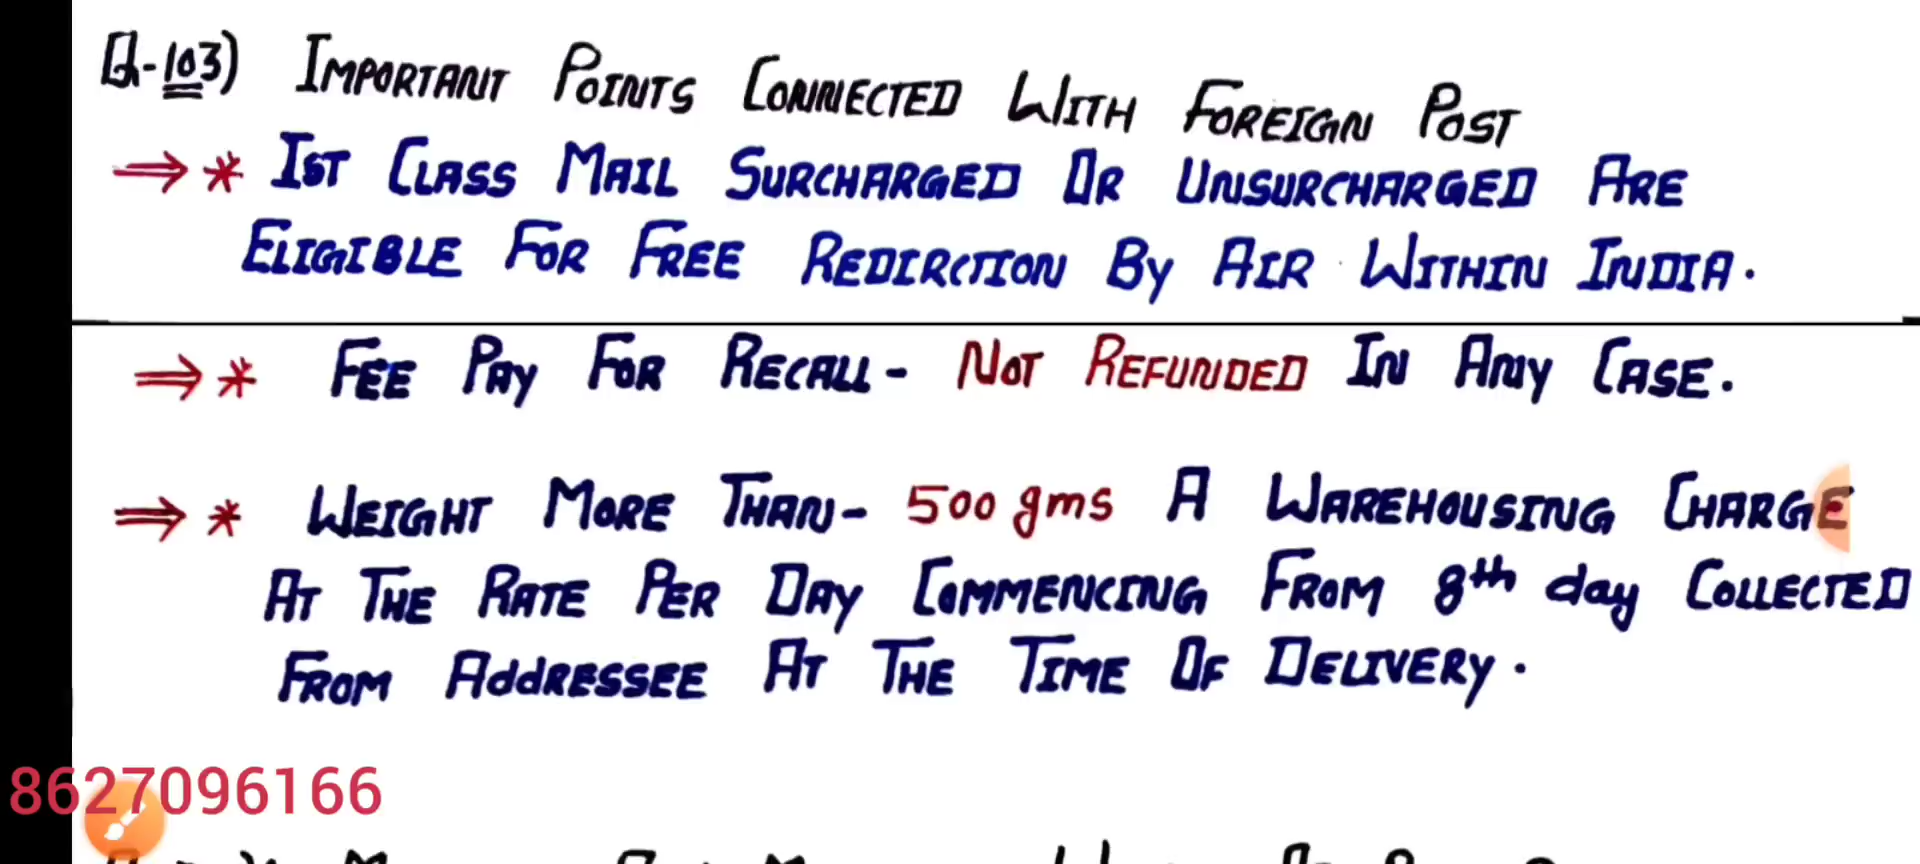 Q-103) IMPORTANT POINTS CONNECTED WITH FOREIGN POST
⇒* IST CLASS MAIL SURCHARGED OR UNSURCHARGED ARE
ELIGIBLE FOR FREE REDIRCTION BY AIR WITHIN INDIA.
⇒* FEE PAY FOR RECALL- NOT REFUNDED IN ANY CASE.
⇒* WEIGHT MORE THAN- 500 gms A WAREHOUSING CHARGE
AT THE RATE PER DAY COMMENCING FROM 8th day COLLECTED
FROM ADDRESSEE AT THE TIME OF DELIVERY.
8627096166